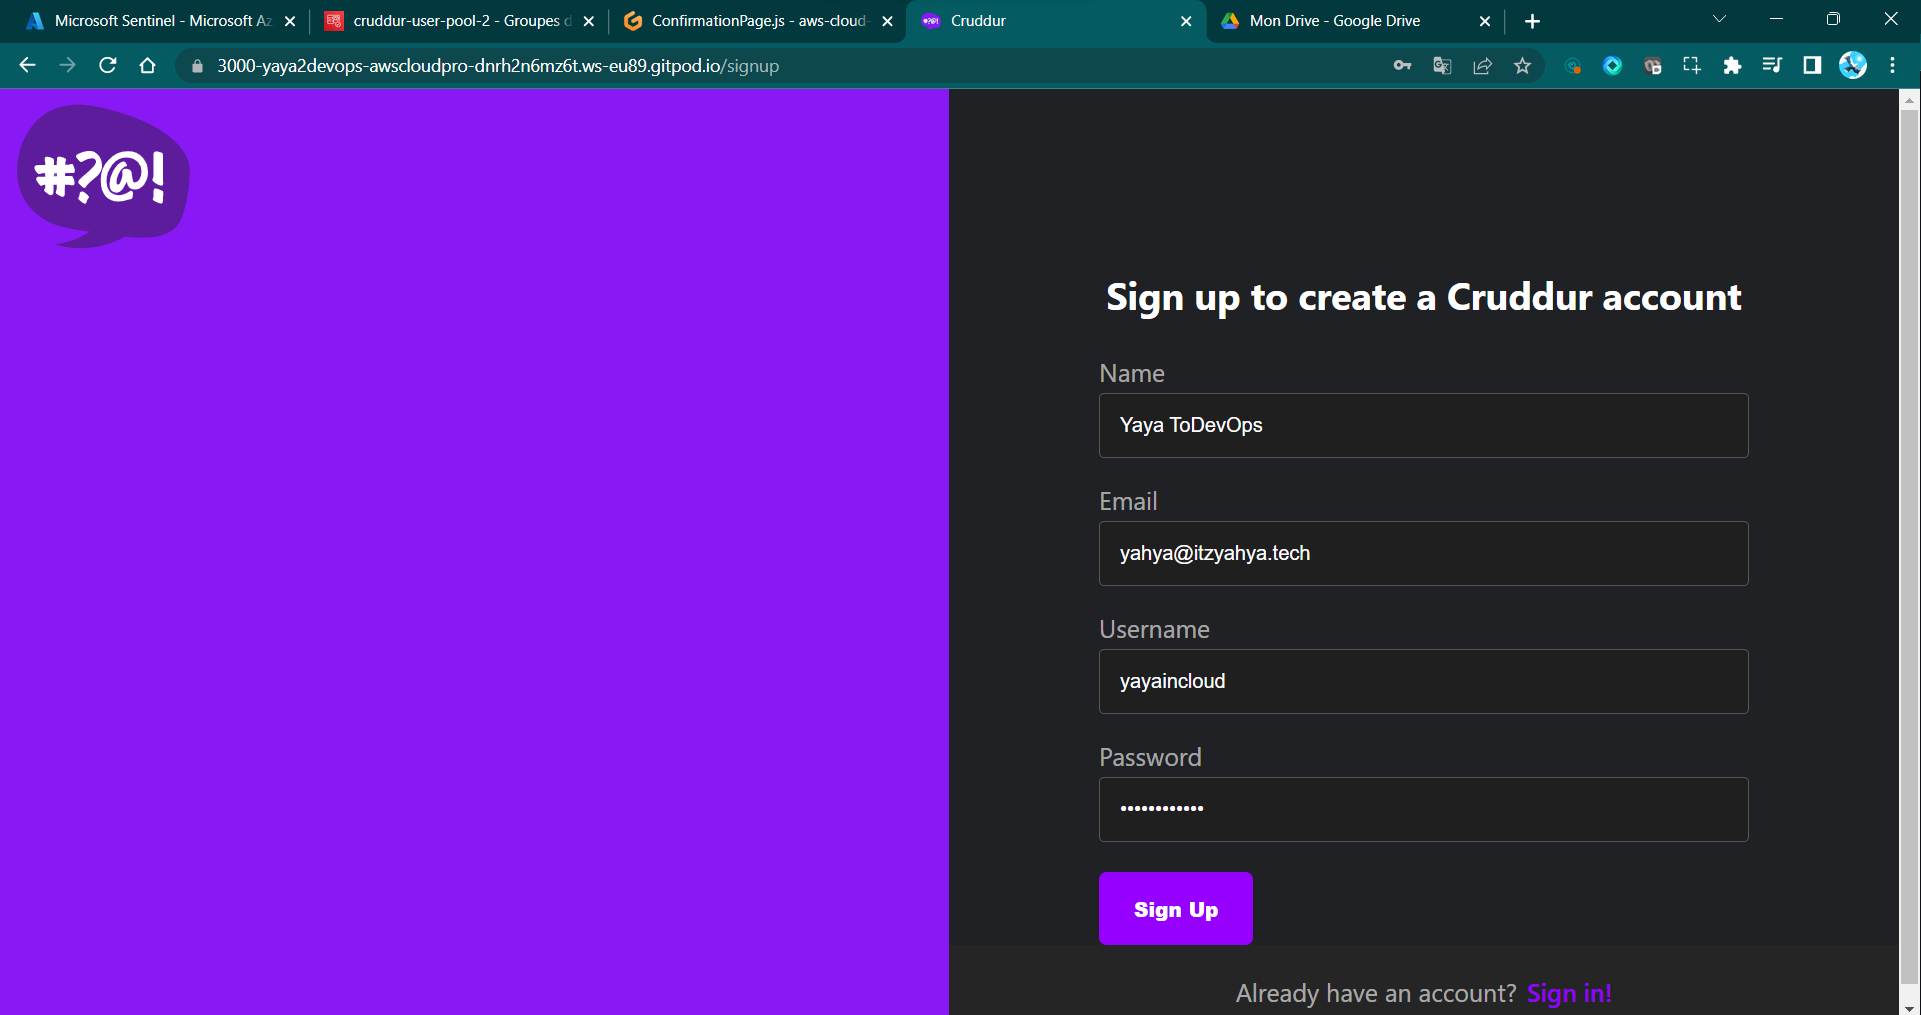 Microsoft Sentinel - Microsoft Az
cruddur-user-pool-2 - Groupes d
ConfirmationPage.js - aws-cloud-
Cruddur
Mon Drive - Google Drive
3000-yaya2devops-awscloudpro-dnrh2n6mz6t.ws-eu89.gitpod.io/signup
#?@!
Sign up to create a Cruddur account
Name
Yaya ToDevOps
Email
yahya@itzyahya.tech
Username
yayaincloud
Password
••••••••••••
Sign Up
Already have an account? Sign in!